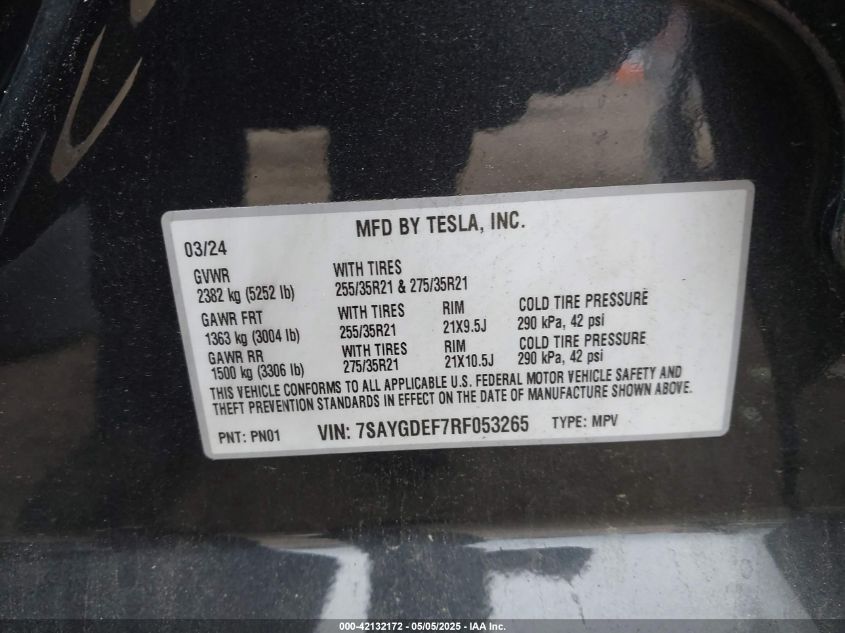 MFD BY TESLA, INC.
03/24
GVWR WITH TIRES
2382 kg (5252 lb) 255/35R21 & 275/35R21
GAWR FRT WITH TIRES RIM COLD TIRE PRESSURE
1363 kg (3004 lb) 255/35R21 21X9.5J 290 kPa, 42 psi
GAWR RR WITH TIRES RIM COLD TIRE PRESSURE
1500 kg (3306 lb) 275/35R21 21X10.5J 290 kPa, 42 psi
THIS VEHICLE CONFORMS TO ALL APPLICABLE U.S. FEDERAL MOTOR VEHICLE SAFETY AND
THEFT PREVENTION STANDARDS IN EFFECT ON THE DATE OF MANUFACTURE SHOWN ABOVE.
PNT: PN01 VIN: 7SAYGDEF7RF053265 TYPE: MPV
000-42132172 - 05/05/2025 - IAA Inc.